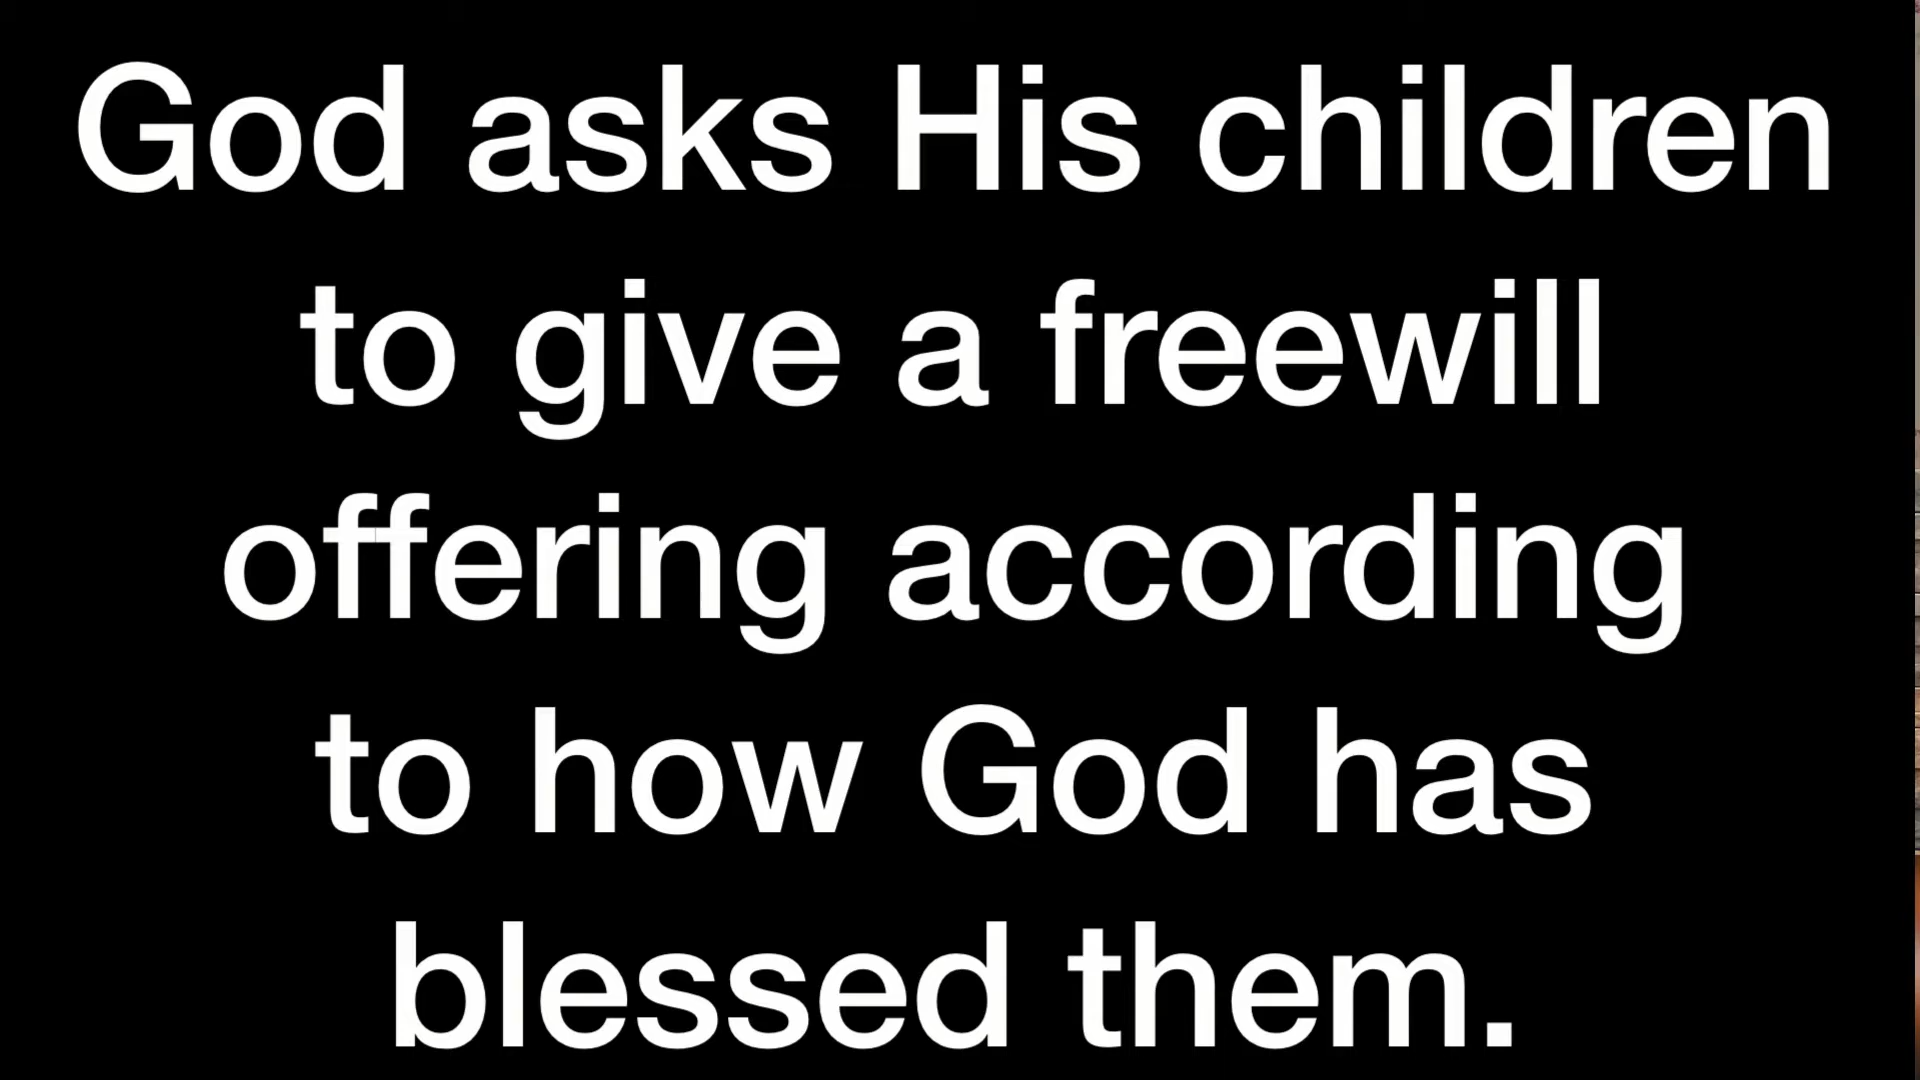 God asks His children
to give a freewill
offering according
to how God has
blessed them.